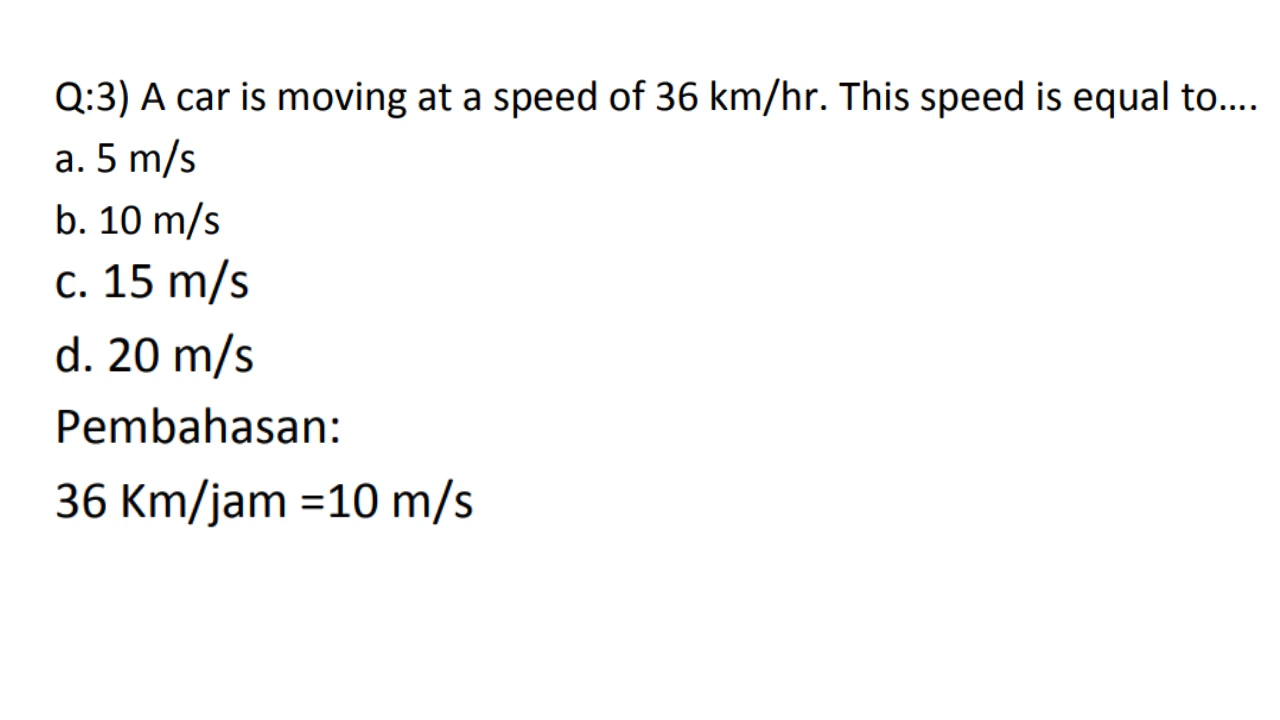 Q:3) A car is moving at a speed of 36 km/hr. This speed is equal to....
a. 5 m/s
b. 10 m/s
c. 15 m/s
d. 20 m/s
Pembahasan:
36 Km/jam =10 m/s